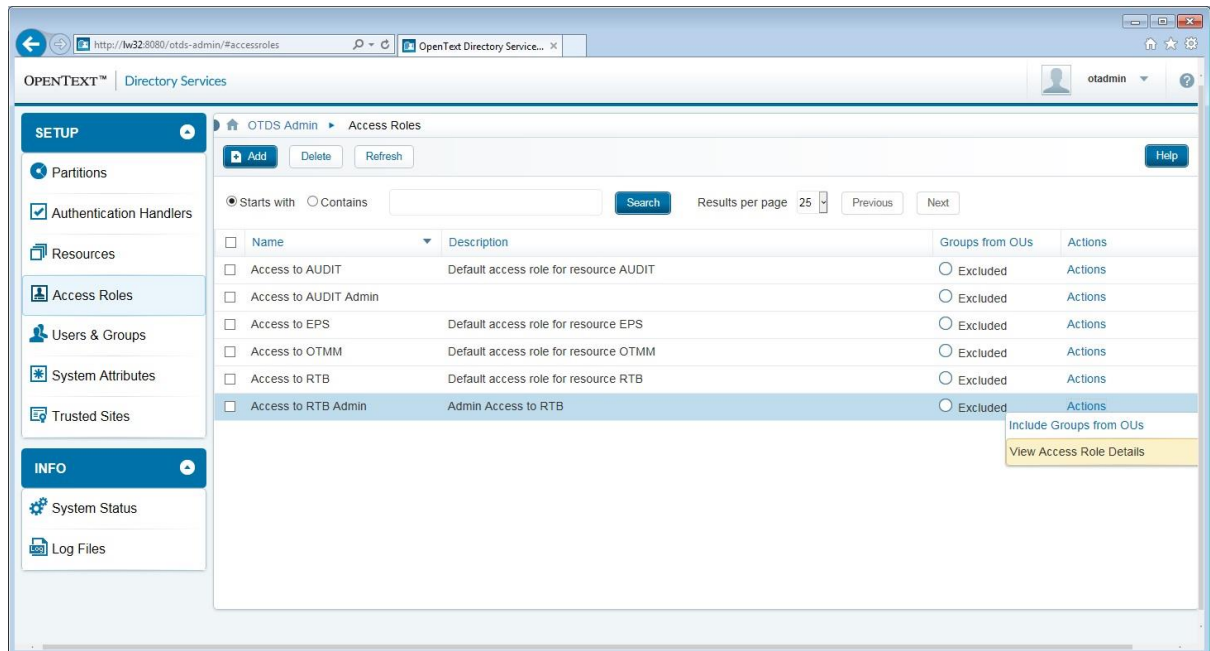 http://lw32:8080/otds-admin/#accessroles
OpenText Directory Service...
OPENTEXT™ | Directory Services
otadmin
SETUP
Partitions
Authentication Handlers
Resources
Access Roles
Users & Groups
System Attributes
Trusted Sites
INFO
System Status
Log Files
OTDS Admin ▸ Access Roles
Add Delete Refresh Help
Starts with Contains Search Results per page 25 Previous Next
Name Description Groups from OUs Actions
Access to AUDIT Default access role for resource AUDIT Excluded Actions
Access to AUDIT Admin Excluded Actions
Access to EPS Default access role for resource EPS Excluded Actions
Access to OTMM Default access role for resource OTMM Excluded Actions
Access to RTB Default access role for resource RTB Excluded Actions
Access to RTB Admin Admin Access to RTB Excluded Actions
Include Groups from OUs
View Access Role Details